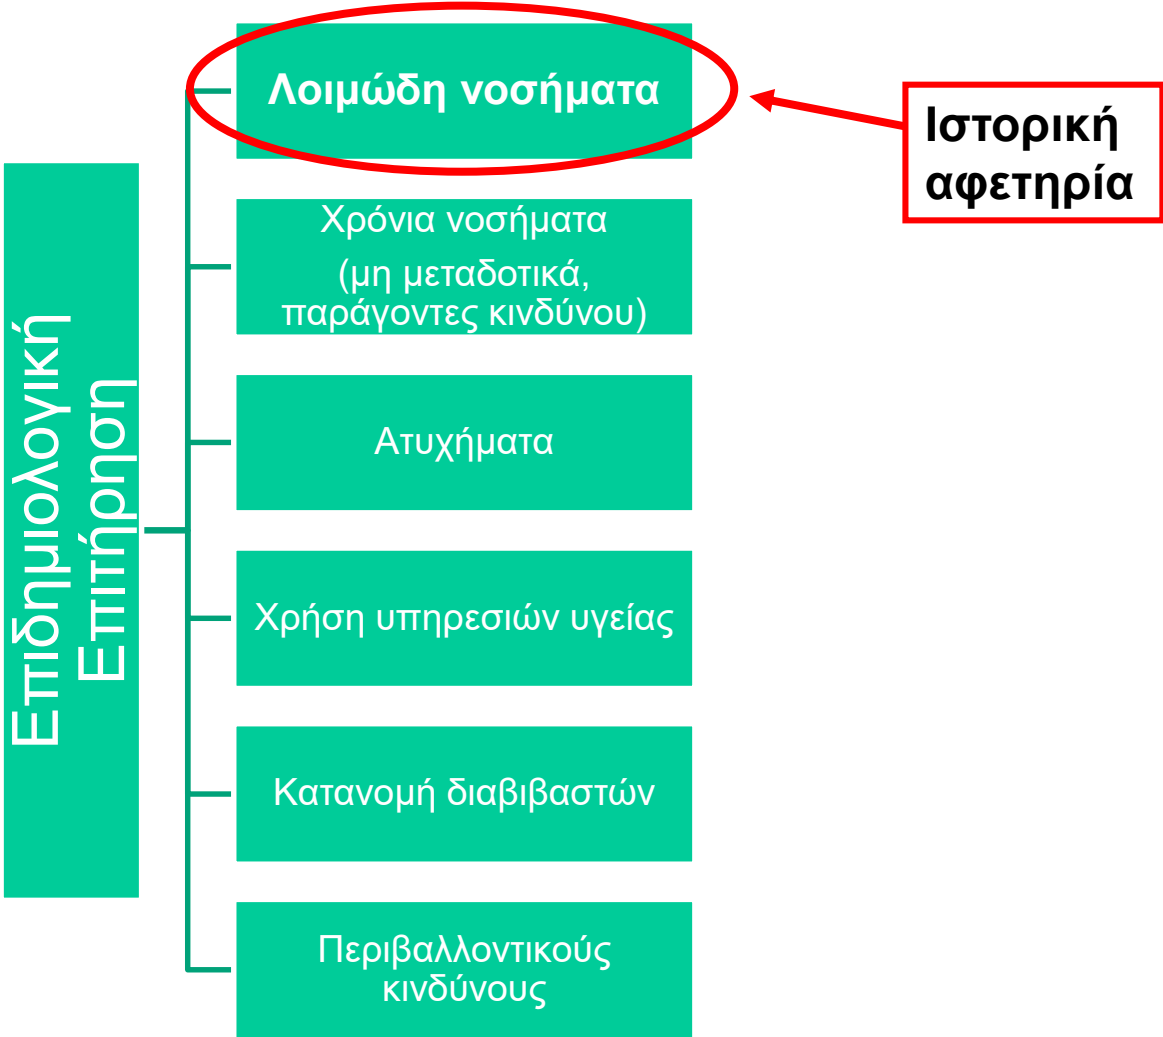 Επιδημιολογική
Επιτήρηση
Λοιμώδη νοσήματα
Ιστορική
αφετηρία
Χρόνια νοσήματα
(μη μεταδοτικά,
παράγοντες κινδύνου)
Ατυχήματα
Χρήση υπηρεσιών υγείας
Κατανομή διαβιβαστών
Περιβαλλοντικούς
κινδύνους